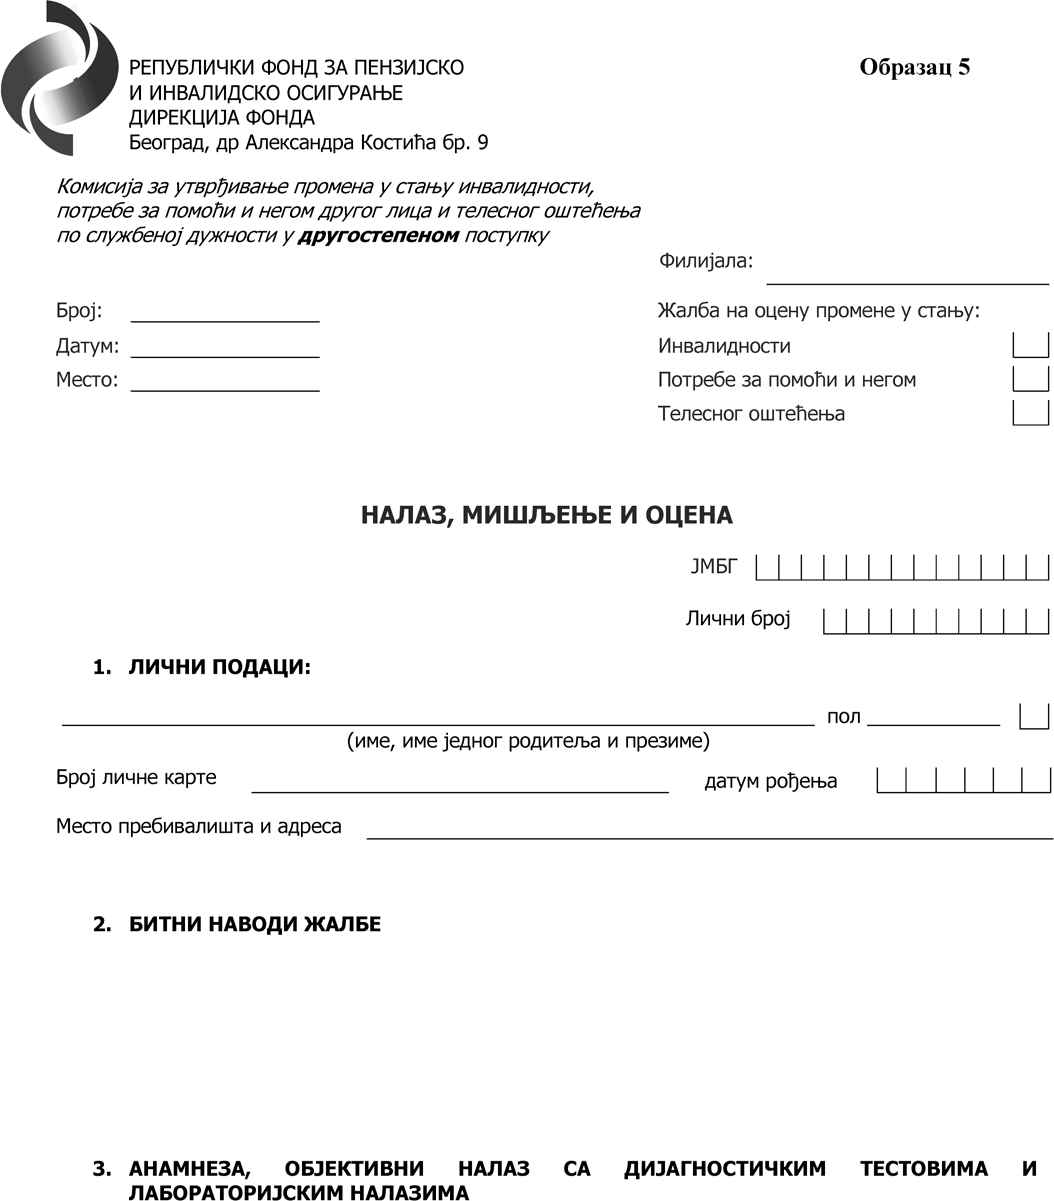 РЕПУБЛИЧКИ ФОНД ЗА ПЕНЗИЈСКО
И ИНВАЛИДСКО ОСИГУРАЊЕ
ДИРЕКЦИЈА ФОНДА
Београд, др Александра Костића бр. 9
Образац 5
Комисија за утврђивање промена у стању инвалидности,
потребе за помоћи и негом другог лица и телесног оштећења
по службеној дужности у другостепеном поступку
Филијала:
Број:
Датум:
Место:
Жалба на оцену промене у стању:
Инвалидности
Потребе за помоћи и негом
Телесног оштећења
НАЛАЗ, МИШЉЕЊЕ И ОЦЕНА
ЈМБГ
Лични број
1. ЛИЧНИ ПОДАЦИ:
пол
(име, име једног родитеља и презиме)
Број личне карте
датум рођења
Место пребивалишта и адреса
2. БИТНИ НАВОДИ ЖАЛБЕ
3. АНАМНЕЗА, ОБЈЕКТИВНИ НАЛАЗ СА ДИЈАГНОСТИЧКИМ ТЕСТОВИМА И
ЛАБОРАТОРИЈСКИМ НАЛАЗИМА